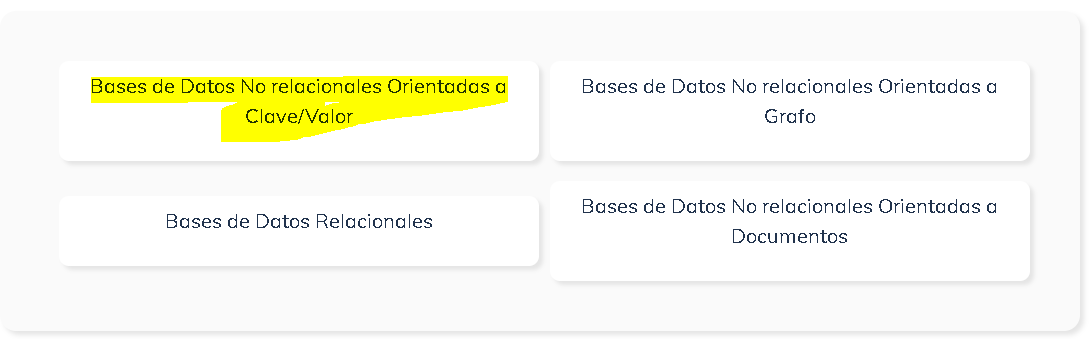 Bases de Datos No relacionales Orientadas a
Clave/Valor
Bases de Datos No relacionales Orientadas a
Grafo
Bases de Datos Relacionales
Bases de Datos No relacionales Orientadas a
Documentos